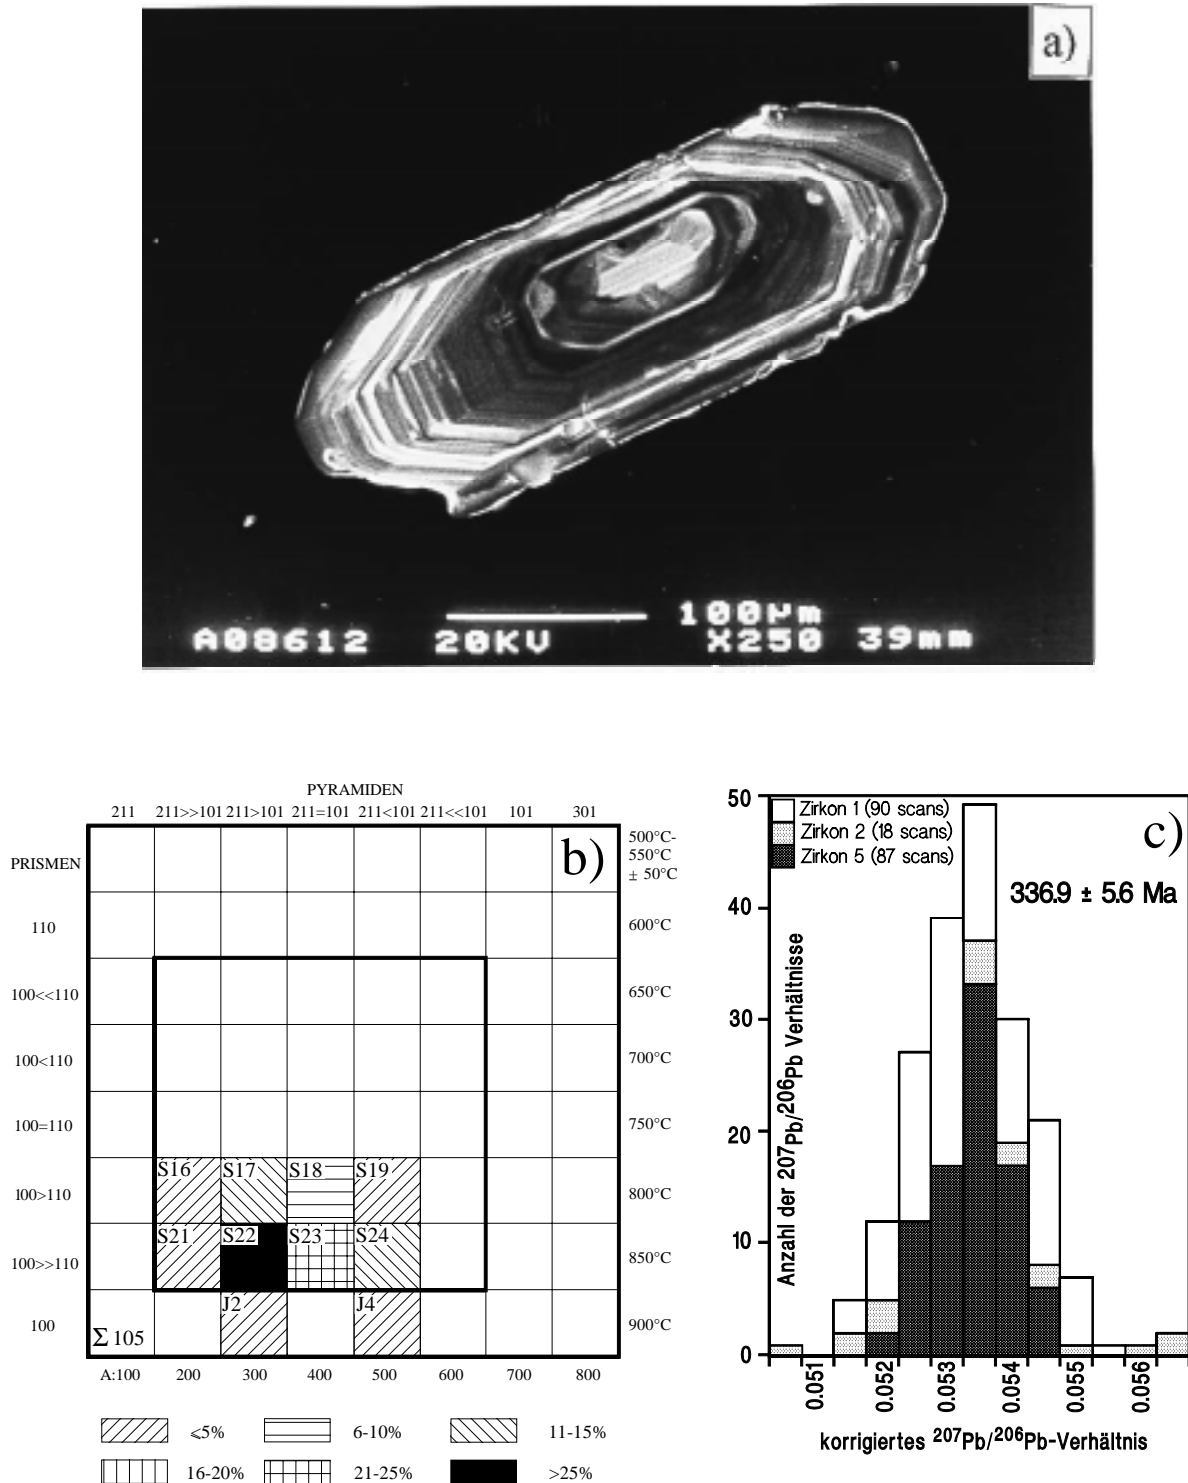 a)
100µm
A08612 20KV X250 39mm
PYRAMIDEN
211 211>>101 211>101 211=101 211<101 211<<101 101 301
PRISMEN
110
100<<110
100<110
100=110
100>110
100>>110
100
b)
500°C-
550°C
± 50°C
600°C
650°C
700°C
750°C
800°C
850°C
900°C
S16 S17 S18 S19
S21 S22 S23 S24
J2 J4
Σ 105
A:100 200 300 400 500 600 700 800
⩽5% 6-10% 11-15%
16-20% 21-25% >25%
c)
Zirkon 1 (90 scans)
Zirkon 2 (18 scans)
Zirkon 5 (87 scans)
336.9 ± 5.6 Ma
Anzahl der 207Pb/206Pb Verhältnisse
50
40
30
20
10
0
0.051 0.052 0.053 0.054 0.055 0.056
korrigiertes 207Pb/206Pb-Verhältnis